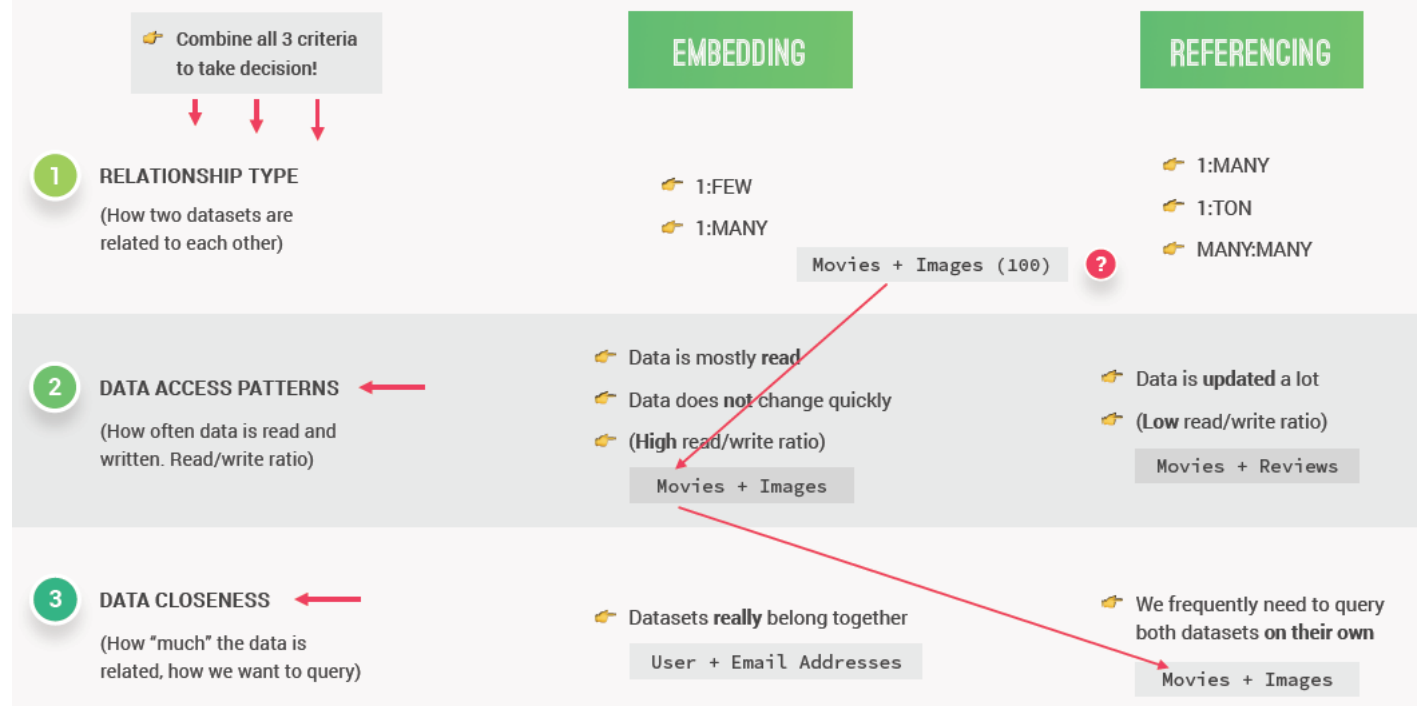 Combine all 3 criteria
to take decision!
EMBEDDING
REFERENCING
1
RELATIONSHIP TYPE
(How two datasets are
related to each other)
1:FEW
1:MANY
Movies + Images (100)
?
1:MANY
1:TON
MANY:MANY
2
DATA ACCESS PATTERNS
(How often data is read and
written. Read/write ratio)
Data is mostly read
Data does not change quickly
(High read/write ratio)
Movies + Images
Data is updated a lot
(Low read/write ratio)
Movies + Reviews
3
DATA CLOSENESS
(How “much” the data is
related, how we want to query)
Datasets really belong together
User + Email Addresses
We frequently need to query
both datasets on their own
Movies + Images